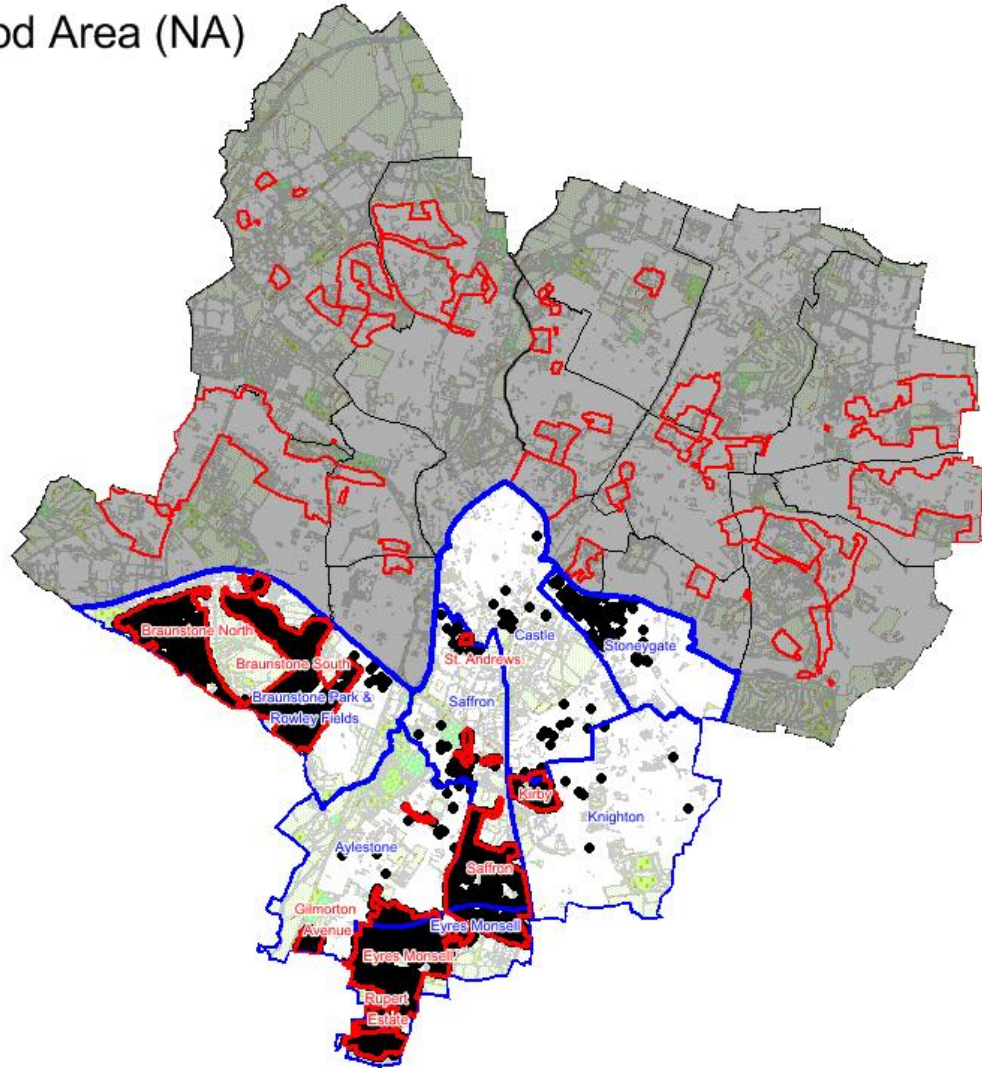 od Area (NA)
Braunstone North
Braunstone South
Braunstone Park &
Rowley Fields
St. Andrews
Castle
Stoneygate
Saffron
Kirby
Knighton
Aylestone
Saffron
Gilmorton
Avenue
Eyres Monsell
Eyres Monsell
Rupert
Estate